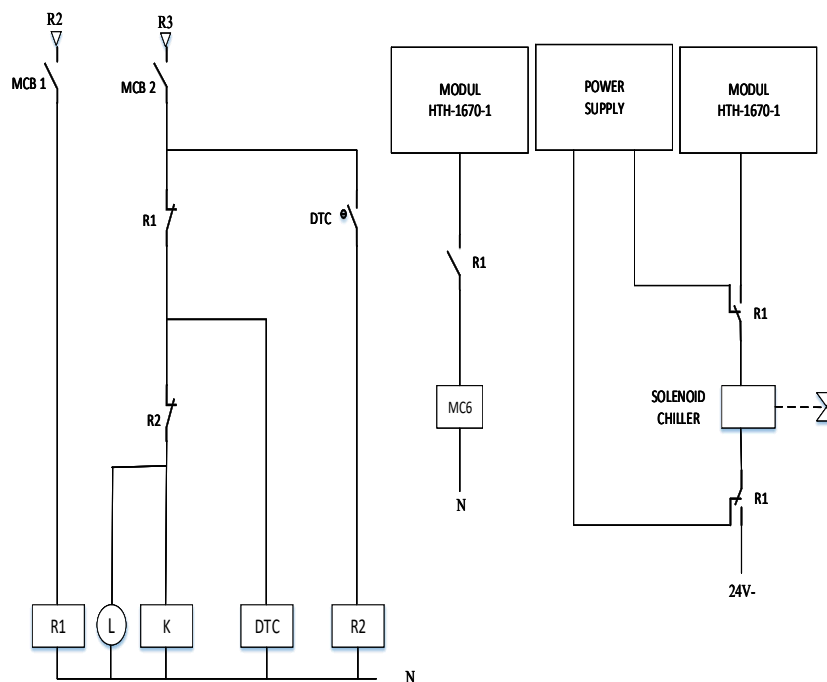 R2
R3
MCB 1
MCB 2
MODUL
HTH-1670-1
POWER
SUPPLY
MODUL
HTH-1670-1
R1
DTC
R1
R1
R2
MC6
SOLENOID
CHILLER
N
R1
24V-
R1
L
K
DTC
R2
N